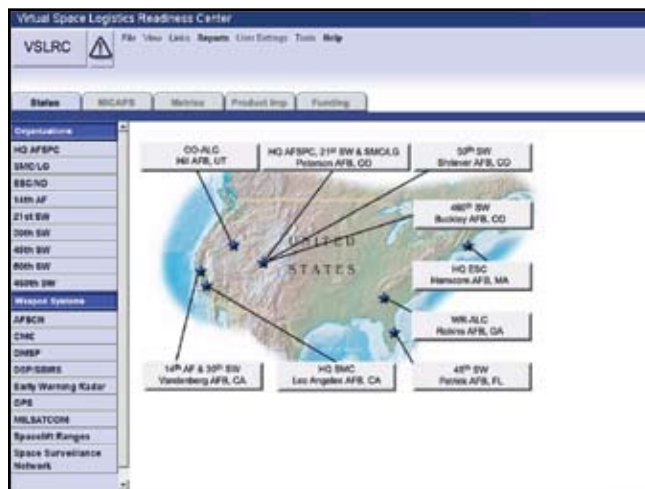 Virtual Space Logistics Readiness Center
VSLRC
File View Links Reports User Settings Tools Help
Status MICAPS Metrics Product Imp Funding
Organizations
HQ AFSPC
SMC/LG
ESC/ND
14th AF
21st SW
30th SW
45th SW
50th SW
460th SW
Weapon Systems
AFSCN
CMC
DMSP
DSP/SBIRS
Early Warning Radar
GPS
MILSATCOM
Spacelift Ranges
Space Surveillance
Network
OO-ALC
Hill AFB, UT
HQ AFSPC, 21ST SW & SMC/LG
Peterson AFB, CO
50th SW
Shriever AFB, CO
460th SW
Buckley AFB, CO
UNITED
STATES
HQ ESC
Hanscom AFB, MA
WR-ALC
Robins AFB, GA
14th AF & 30th SW
Vandenberg AFB, CA
HQ SMC
Los Angeles AFB, CA
45th SW
Patrick AFB, FL